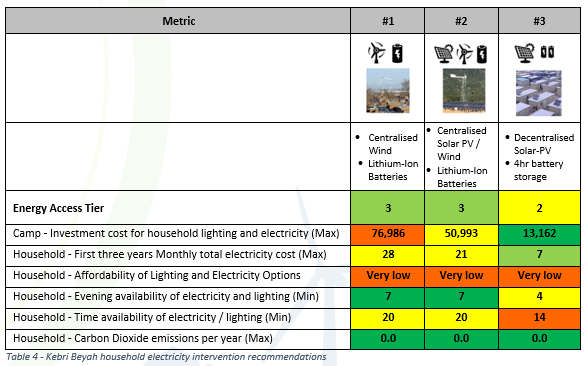 Metric #1 #2 #3
• Centralised Wind
• Lithium-Ion Batteries
• Centralised Solar PV / Wind
• Lithium-Ion Batteries
• Decentralised Solar-PV
• 4hr battery storage
Energy Access Tier 3 3 2
Camp - Investment cost for household lighting and electricity (Max) 76,986 50,993 13,162
Household - First three years Monthly total electricity cost (Max) 28 21 7
Household - Affordability of Lighting and Electricity Options Very low Very low Very low
Household - Evening availability of electricity and lighting (Min) 7 7 4
Household - Time availability of electricity / lighting (Min) 20 20 14
Household - Carbon Dioxide emissions per year (Max) 0.0 0.0 0.0
Table 4 - Kebri Beyah household electricity intervention recommendations